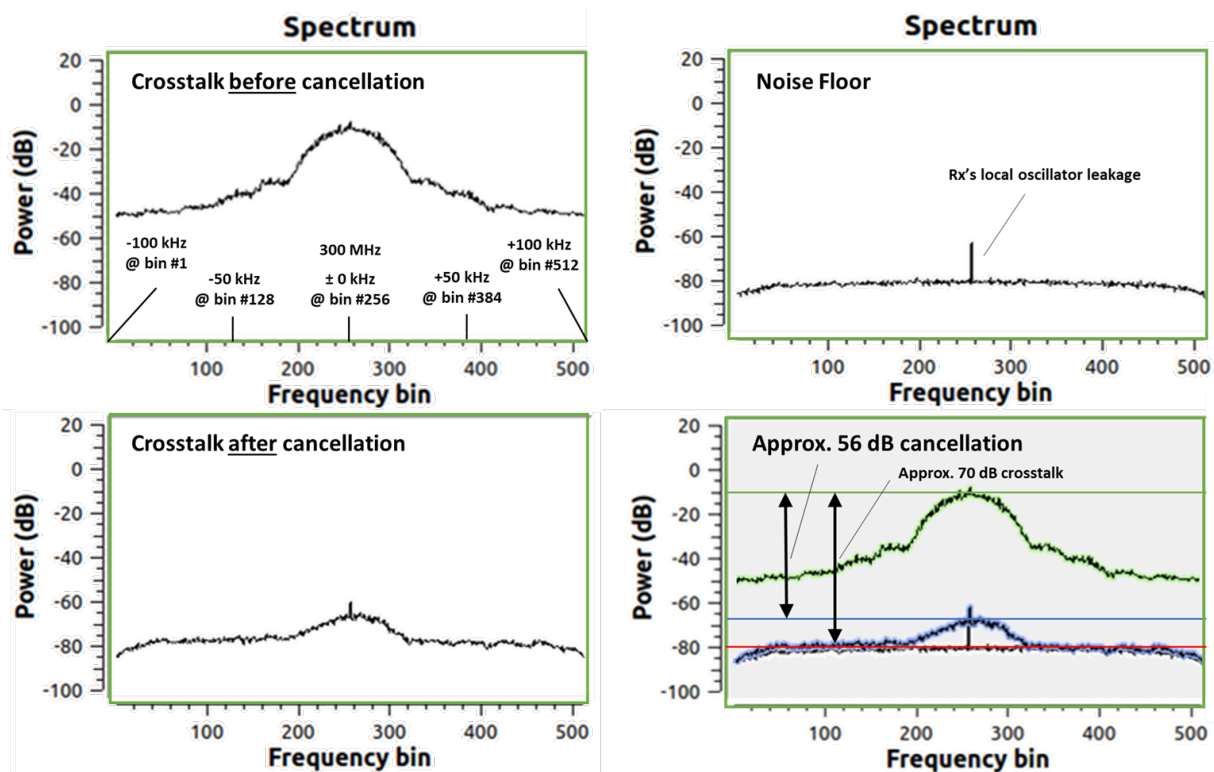 Spectrum
Crosstalk before cancellation
Power (dB)
20
0
-20
-40
-60
-80
-100
-100 kHz
@ bin #1
-50 kHz
@ bin #128
300 MHz
± 0 kHz
@ bin #256
+50 kHz
@ bin #384
+100 kHz
@ bin #512
100
200
300
400
500
Frequency bin
Spectrum
Noise Floor
Rx's local oscillator leakage
Power (dB)
20
0
-20
-40
-60
-80
-100
100
200
300
400
500
Frequency bin
Crosstalk after cancellation
Power (dB)
20
0
-20
-40
-60
-80
-100
100
200
300
400
500
Frequency bin
Approx. 56 dB cancellation
Approx. 70 dB crosstalk
Power (dB)
20
0
-20
-40
-60
-80
-100
100
200
300
400
500
Frequency bin